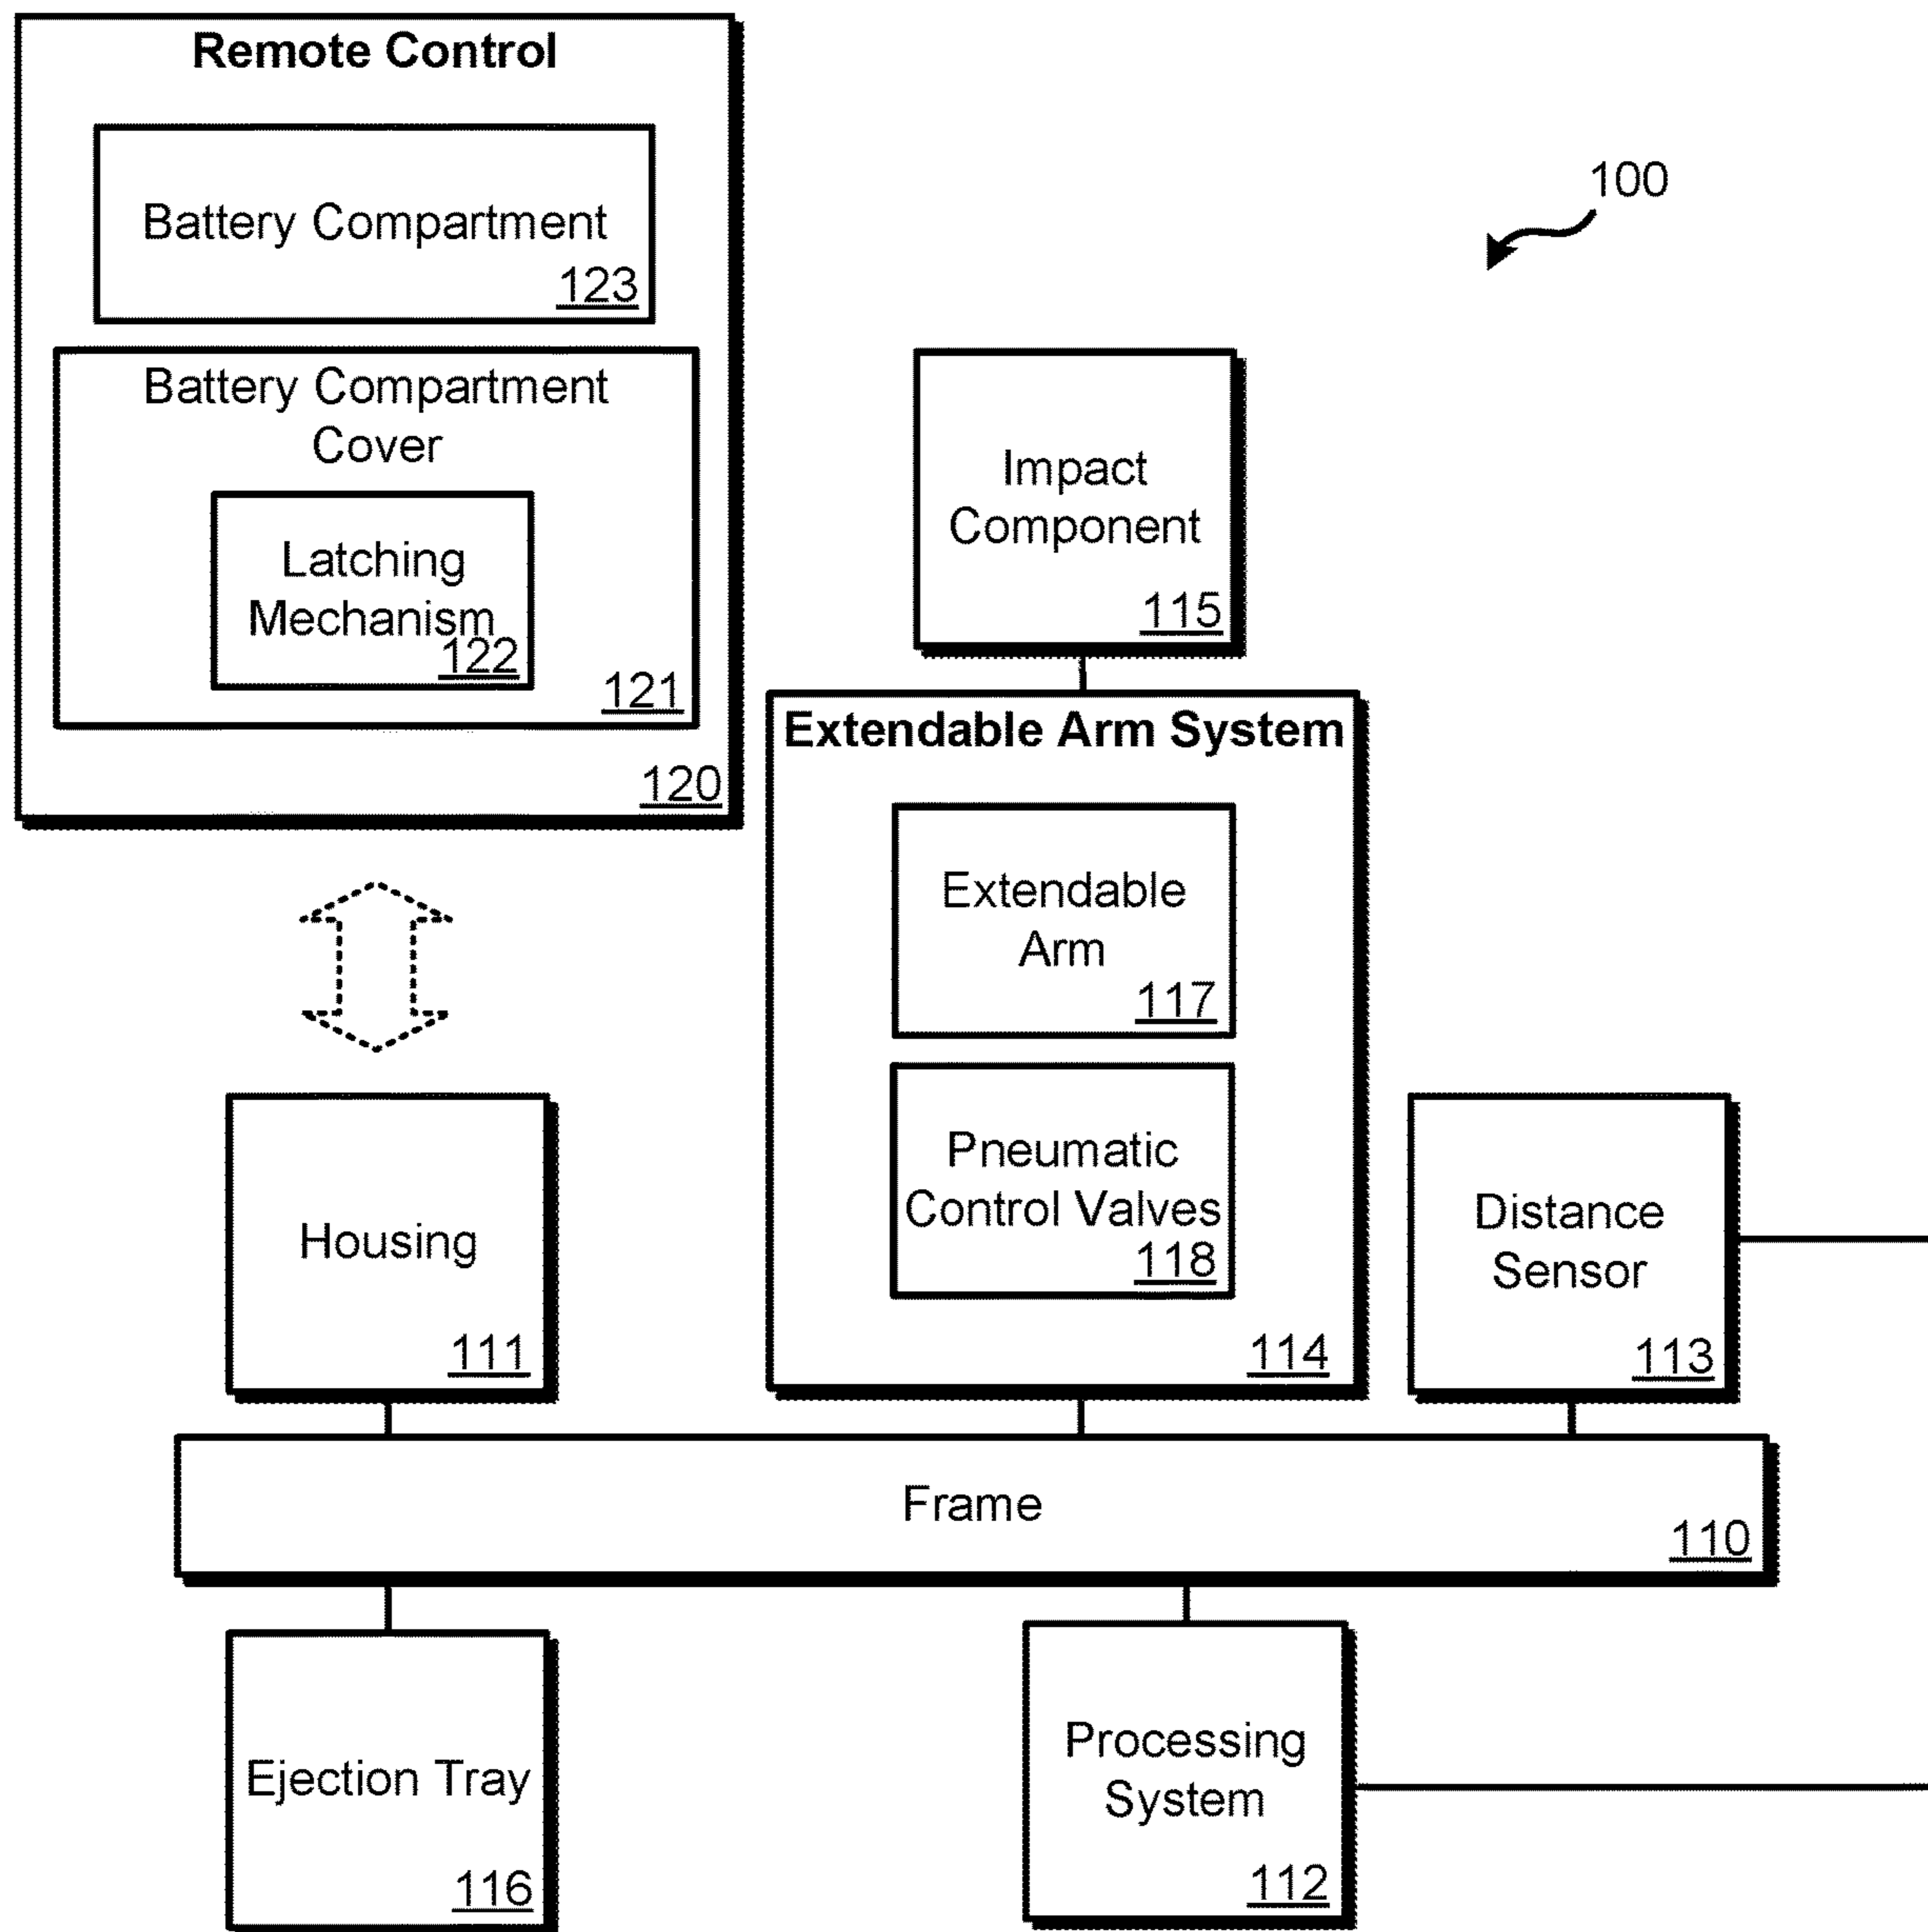 Remote Control
Battery Compartment
123
Battery Compartment
Cover
Latching
Mechanism
122
121
120
100
Impact
Component
115
Extendable Arm System
Extendable
Arm
117
Pneumatic
Control Valves
118
114
Housing
111
Distance
Sensor
113
Frame
110
Ejection Tray
116
Processing
System
112